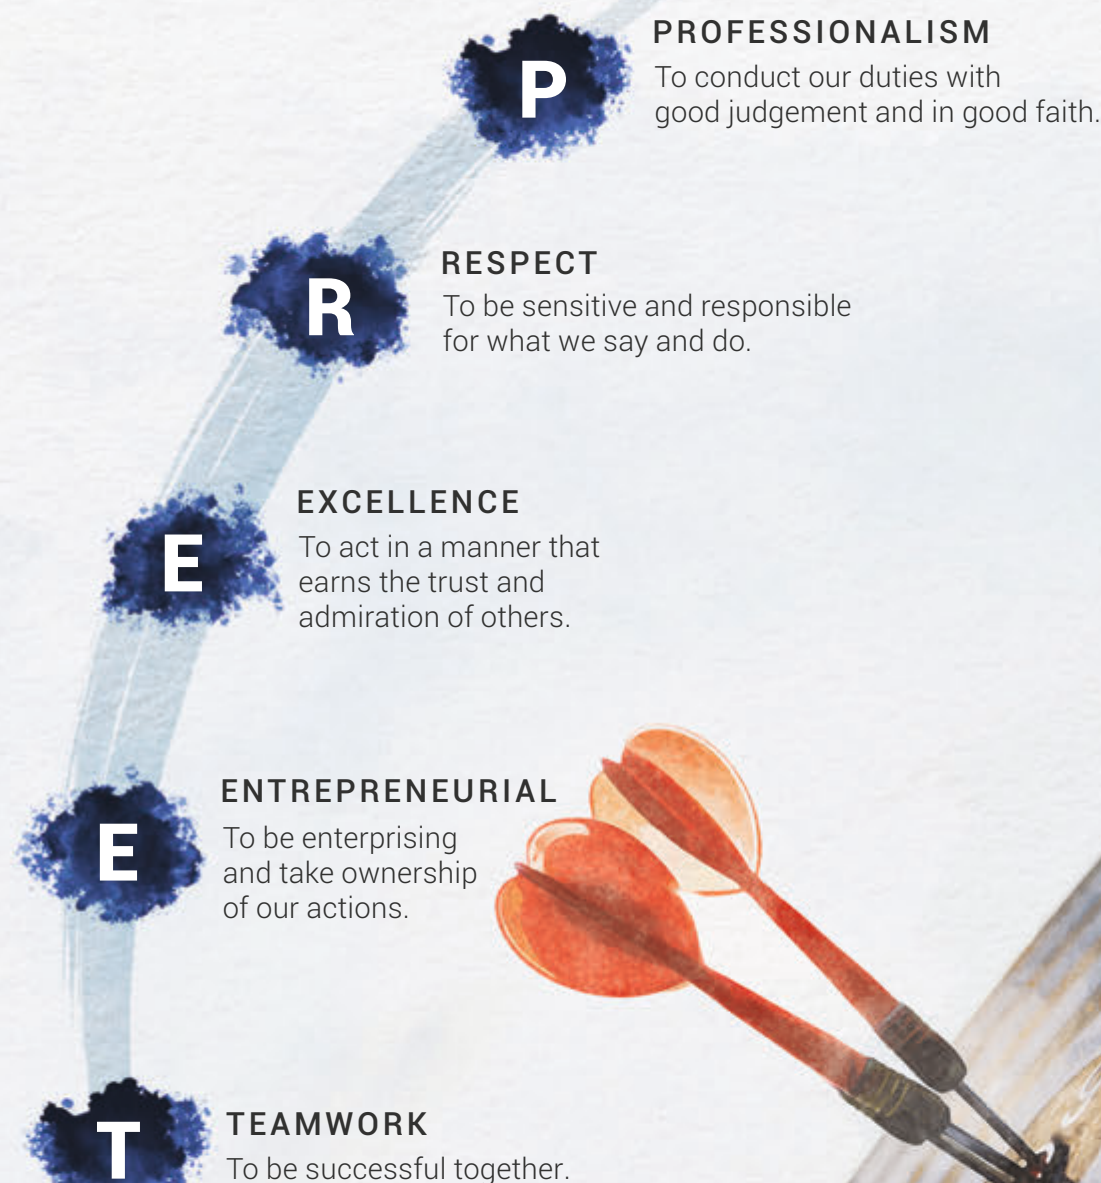 P
PROFESSIONALISM
To conduct our duties with
good judgement and in good faith.
R
RESPECT
To be sensitive and responsible
for what we say and do.
E
EXCELLENCE
To act in a manner that
earns the trust and
admiration of others.
E
ENTREPRENEURIAL
To be enterprising
and take ownership
of our actions.
T
TEAMWORK
To be successful together.